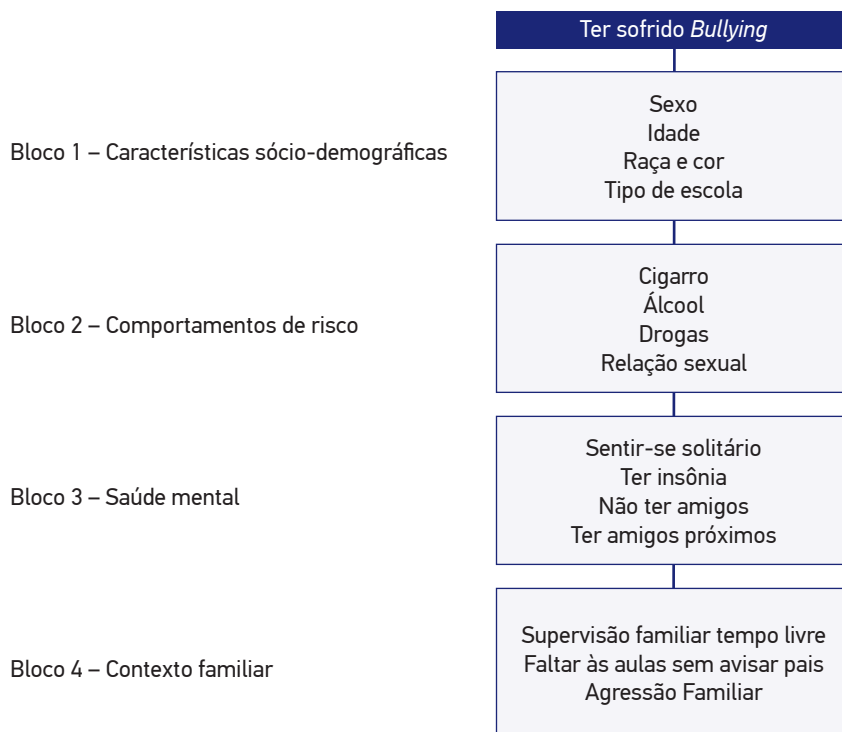 Ter sofrido Bullying
Bloco 1 – Características sócio-demográficas
Sexo
Idade
Raça e cor
Tipo de escola
Bloco 2 – Comportamentos de risco
Cigarro
Álcool
Drogas
Relação sexual
Bloco 3 – Saúde mental
Sentir-se solitário
Ter insônia
Não ter amigos
Ter amigos próximos
Bloco 4 – Contexto familiar
Supervisão familiar tempo livre
Faltar às aulas sem avisar pais
Agressão Familiar